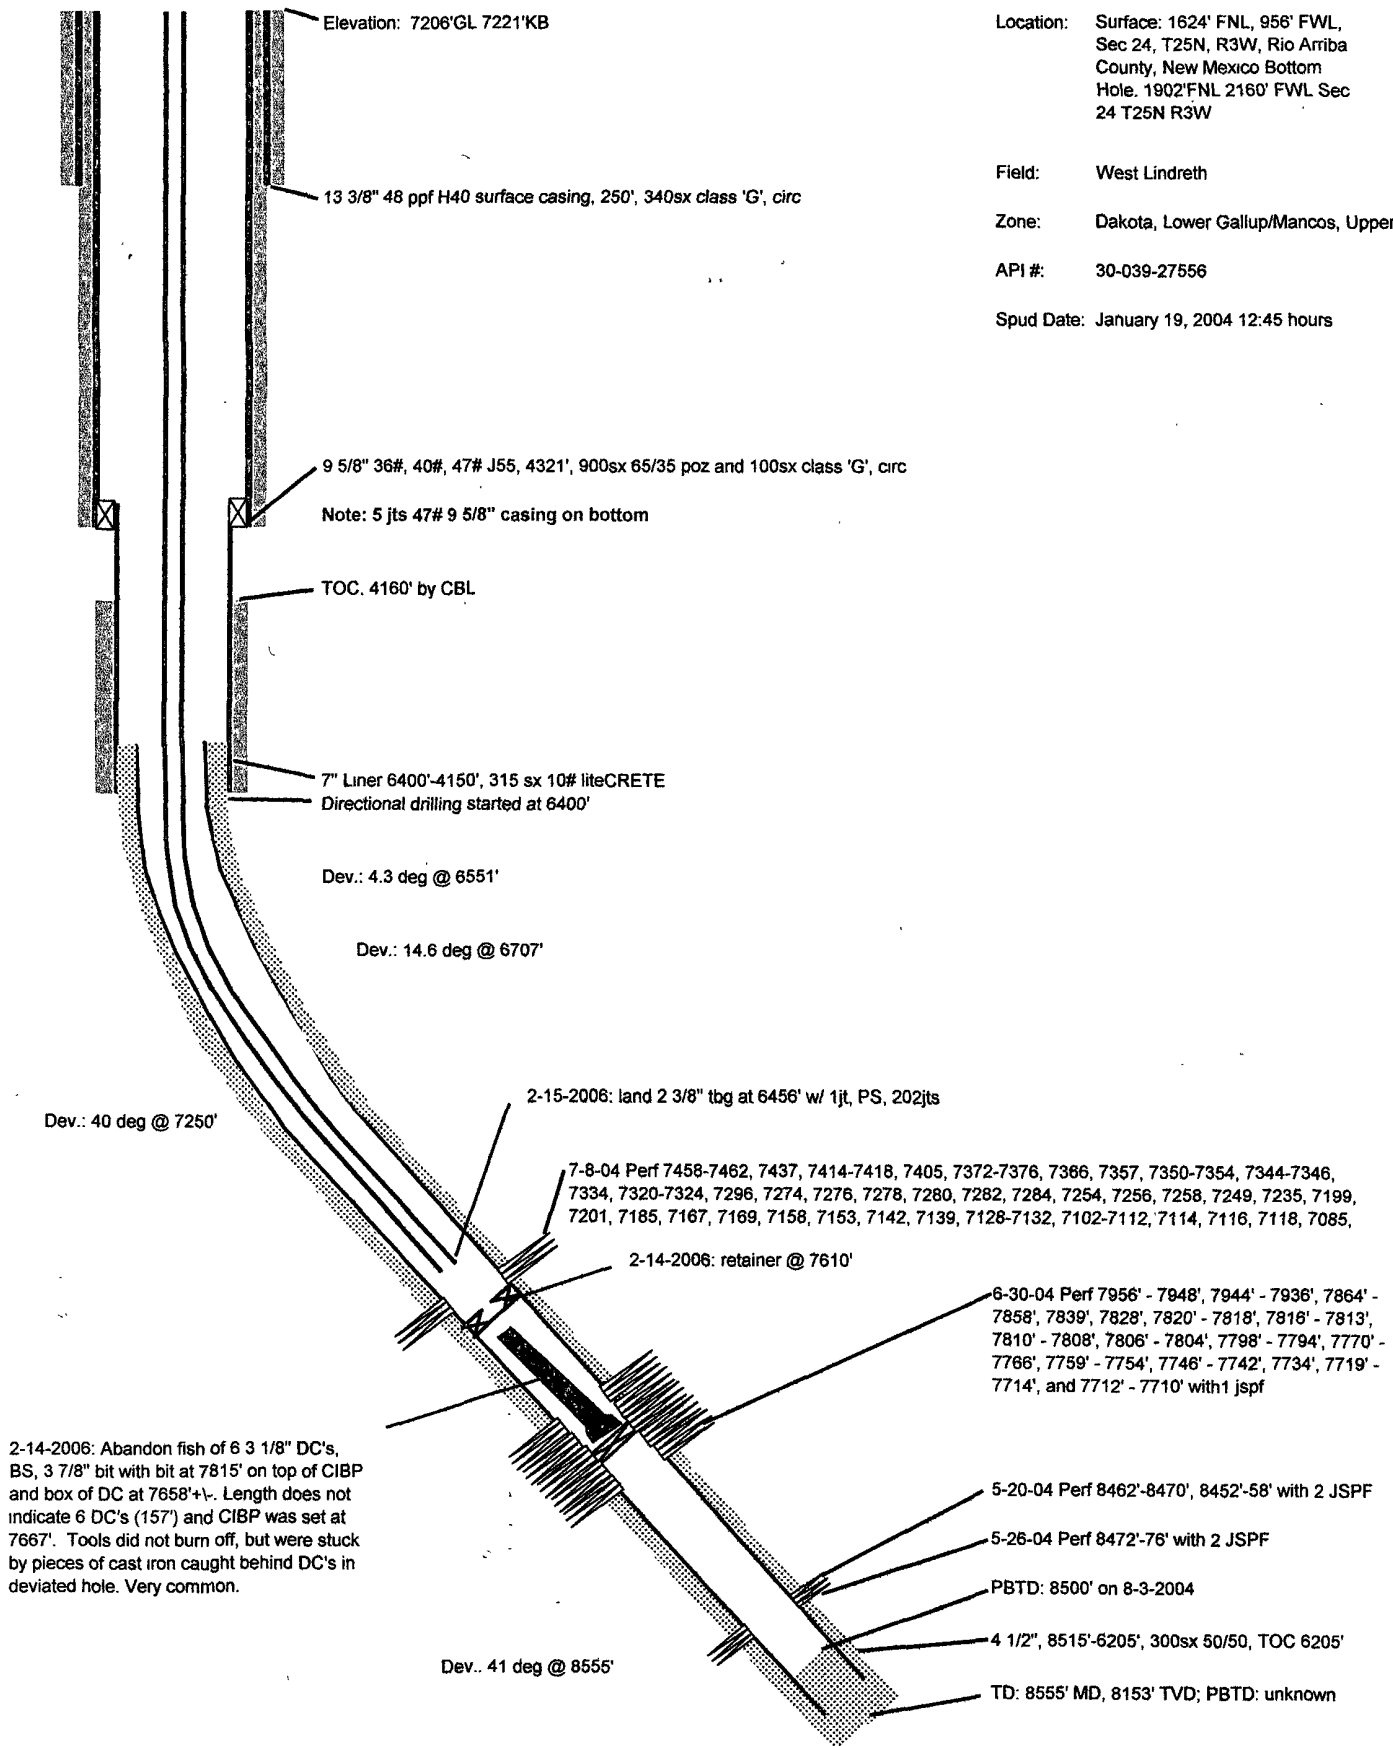 Elevation: 7206'GL 7221'KB
Location: Surface: 1624' FNL, 956' FWL,
Sec 24, T25N, R3W, Rio Arriba
County, New Mexico Bottom
Hole. 1902'FNL 2160' FWL Sec
24 T25N R3W
Field: West Lindreth
Zone: Dakota, Lower Gallup/Mancos, Upper
API #: 30-039-27556
Spud Date: January 19, 2004 12:45 hours
13 3/8" 48 ppf H40 surface casing, 250', 340sx class 'G', circ
9 5/8" 36#, 40#, 47# J55, 4321', 900sx 65/35 poz and 100sx class 'G', circ
Note: 5 jts 47# 9 5/8" casing on bottom
TOC. 4160' by CBL
7" Liner 6400'-4150', 315 sx 10# liteCRETE
Directional drilling started at 6400'
Dev.: 4.3 deg @ 6551'
Dev.: 14.6 deg @ 6707'
Dev.: 40 deg @ 7250'
2-15-2006: land 2 3/8" tbg at 6456' w/ 1jt, PS, 202jts
7-8-04 Perf 7458-7462, 7437, 7414-7418, 7405, 7372-7376, 7366, 7357, 7350-7354, 7344-7346,
7334, 7320-7324, 7296, 7274, 7276, 7278, 7280, 7282, 7284, 7254, 7256, 7258, 7249, 7235, 7199,
7201, 7185, 7167, 7169, 7158, 7153, 7142, 7139, 7128-7132, 7102-7112, 7114, 7116, 7118, 7085,
2-14-2006: retainer @ 7610'
6-30-04 Perf 7956' - 7948', 7944' - 7936', 7864' -
7858', 7839', 7828', 7820' - 7818', 7816' - 7813',
7810' - 7808', 7806' - 7804', 7798' - 7794', 7770' -
7766', 7759' - 7754', 7746' - 7742', 7734', 7719' -
7714', and 7712' - 7710' with1 jspf
2-14-2006: Abandon fish of 6 3 1/8" DC's,
BS, 3 7/8" bit with bit at 7815' on top of CIBP
and box of DC at 7658'+\-. Length does not
indicate 6 DC's (157') and CIBP was set at
7667'. Tools did not burn off, but were stuck
by pieces of cast iron caught behind DC's in
deviated hole. Very common.
5-20-04 Perf 8462'-8470', 8452'-58' with 2 JSPF
5-26-04 Perf 8472'-76' with 2 JSPF
PBTD: 8500' on 8-3-2004
4 1/2", 8515'-6205', 300sx 50/50, TOC 6205'
Dev.. 41 deg @ 8555'
TD: 8555' MD, 8153' TVD; PBTD: unknown